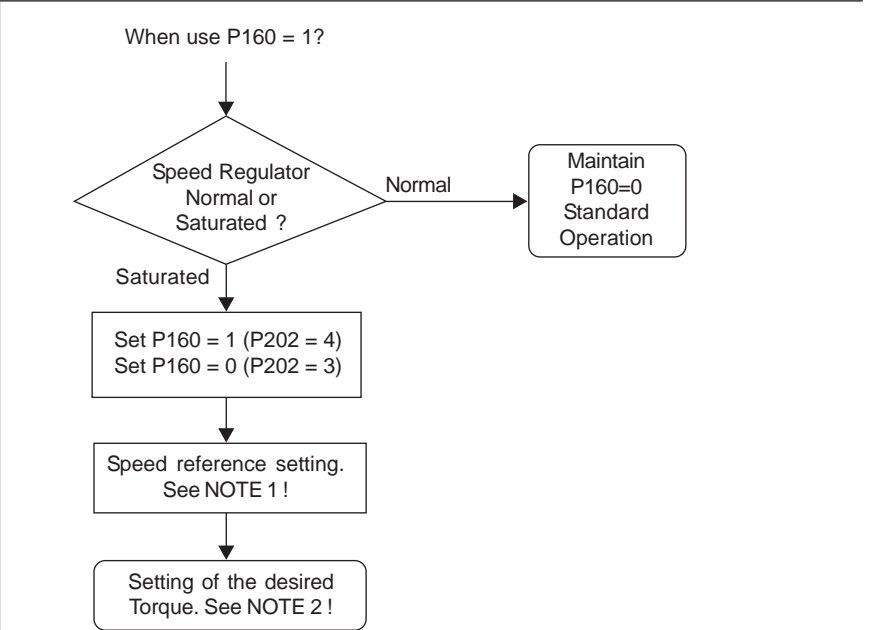 When use P160 = 1?
Speed Regulator
Normal or
Saturated ?
Normal
Maintain
P160=0
Standard
Operation
Saturated
Set P160 = 1 (P202 = 4)
Set P160 = 0 (P202 = 3)
Speed reference setting.
See NOTE 1 !
Setting of the desired
Torque. See NOTE 2 !